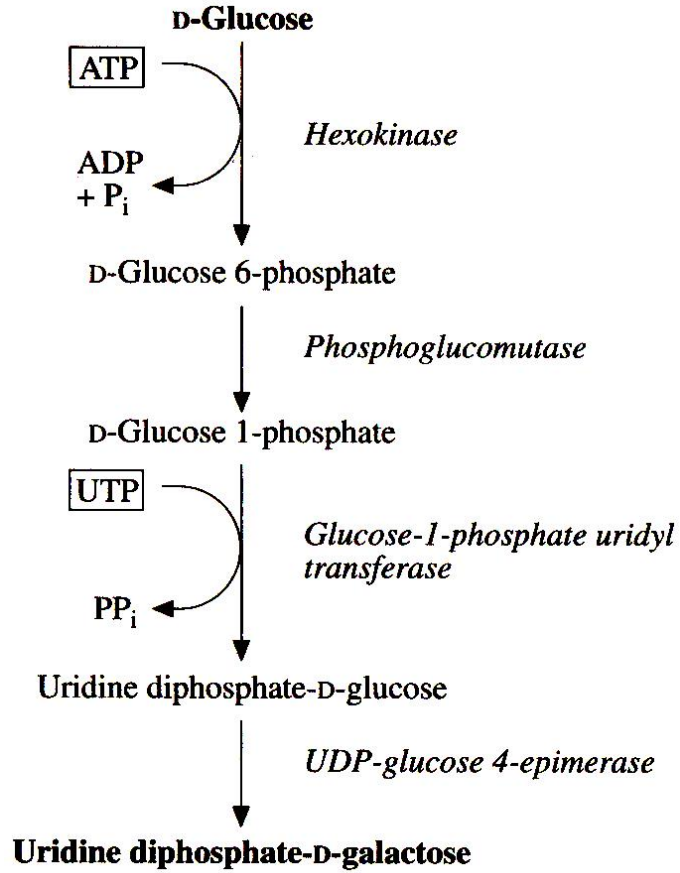 D-Glucose
ATP
Hexokinase
ADP
+ Pi
D-Glucose 6-phosphate
Phosphoglucomutase
D-Glucose 1-phosphate
UTP
Glucose-1-phosphate uridyl
transferase
PPi
Uridine diphosphate-D-glucose
UDP-glucose 4-epimerase
Uridine diphosphate-D-galactose